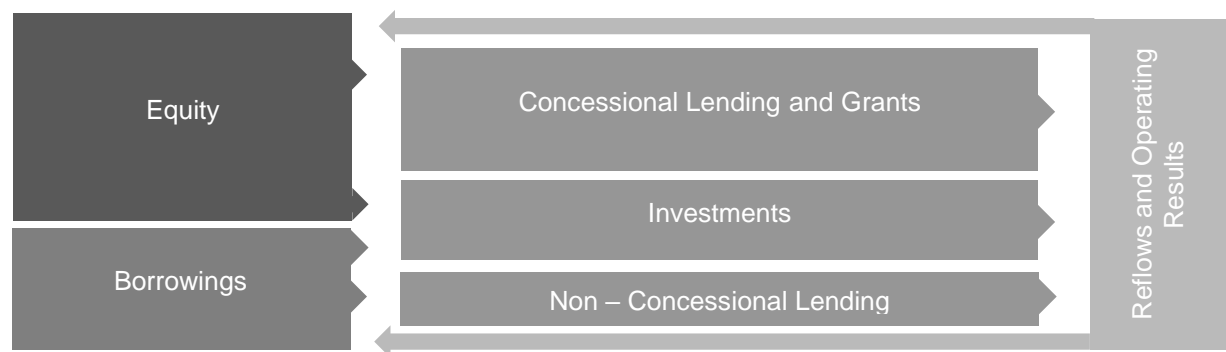 Equity
Concessional Lending and Grants
Investments
Borrowings
Non – Concessional Lending
Reflows and Operating
Results